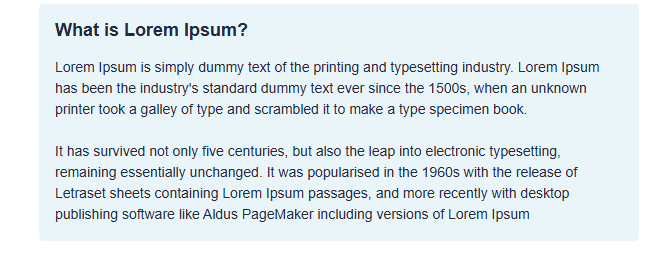 What is Lorem Ipsum?
Lorem Ipsum is simply dummy text of the printing and typesetting industry. Lorem Ipsum
has been the industry's standard dummy text ever since the 1500s, when an unknown
printer took a galley of type and scrambled it to make a type specimen book.
It has survived not only five centuries, but also the leap into electronic typesetting,
remaining essentially unchanged. It was popularised in the 1960s with the release of
Letraset sheets containing Lorem Ipsum passages, and more recently with desktop
publishing software like Aldus PageMaker including versions of Lorem Ipsum